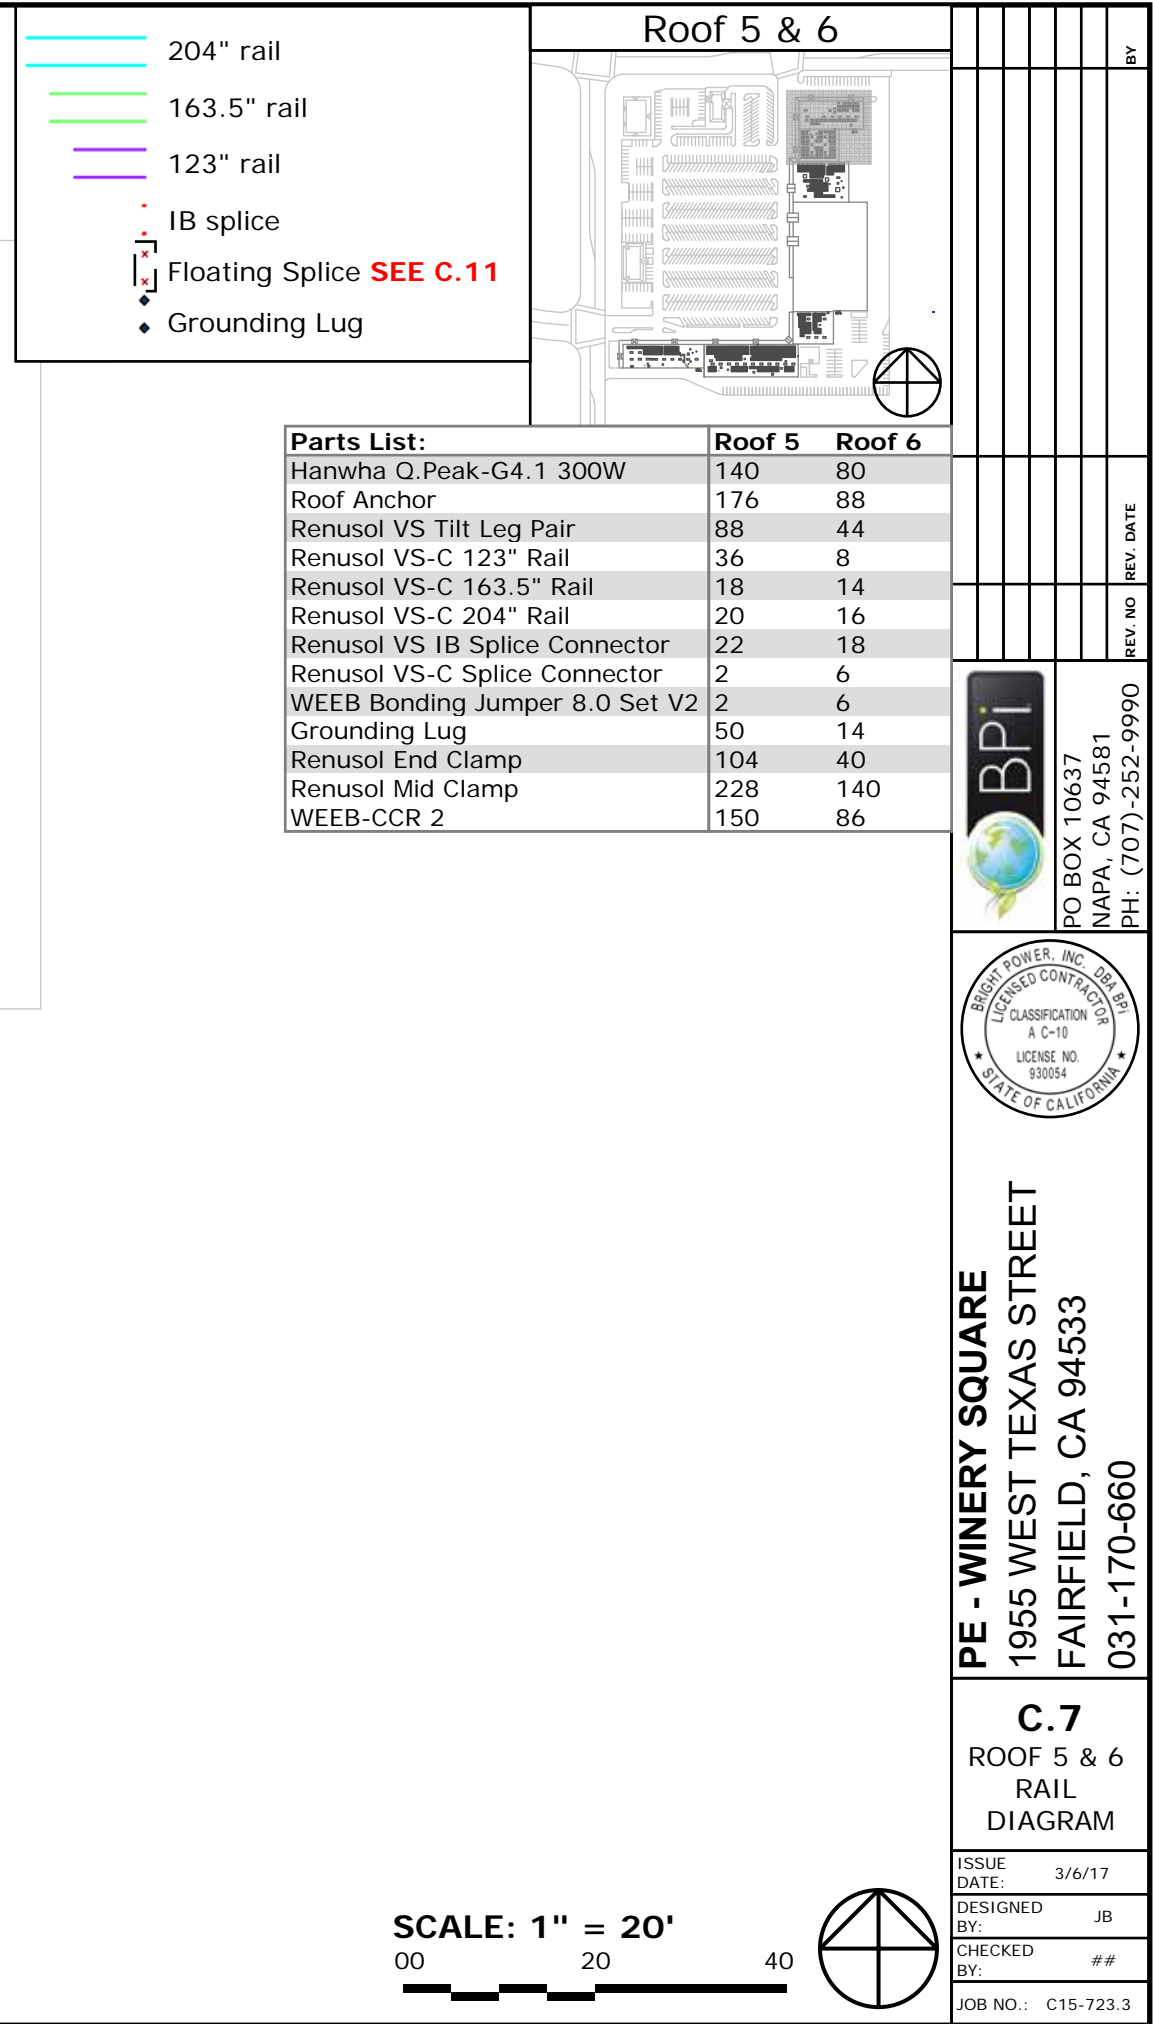 204" rail
163.5" rail
123" rail
IB splice
Floating Splice SEE C.11
Grounding Lug
Roof 5 & 6
Parts List: Roof 5 Roof 6
Hanwha Q.Peak-G4.1 300W 140 80
Roof Anchor 176 88
Renusol VS Tilt Leg Pair 88 44
Renusol VS-C 123" Rail 36 8
Renusol VS-C 163.5" Rail 18 14
Renusol VS-C 204" Rail 20 16
Renusol VS IB Splice Connector 22 18
Renusol VS-C Splice Connector 2 6
WEEB Bonding Jumper 8.0 Set V2 2 6
Grounding Lug 50 14
Renusol End Clamp 104 40
Renusol Mid Clamp 228 140
WEEB-CCR 2 150 86
BY
REV. DATE
REV. NO
BPi
PO BOX 10637
NAPA, CA 94581
PH: (707)-252-9990
BRIGHT POWER, INC. DBA BPi
LICENSED CONTRACTOR
CLASSIFICATION
A C-10
LICENSE NO.
930054
★ STATE OF CALIFORNIA ★
PE - WINERY SQUARE
1955 WEST TEXAS STREET
FAIRFIELD, CA 94533
031-170-660
C.7
ROOF 5 & 6
RAIL
DIAGRAM
ISSUE DATE: 3/6/17
DESIGNED BY: JB
CHECKED BY: ##
JOB NO.: C15-723.3
SCALE: 1" = 20'
00 20 40